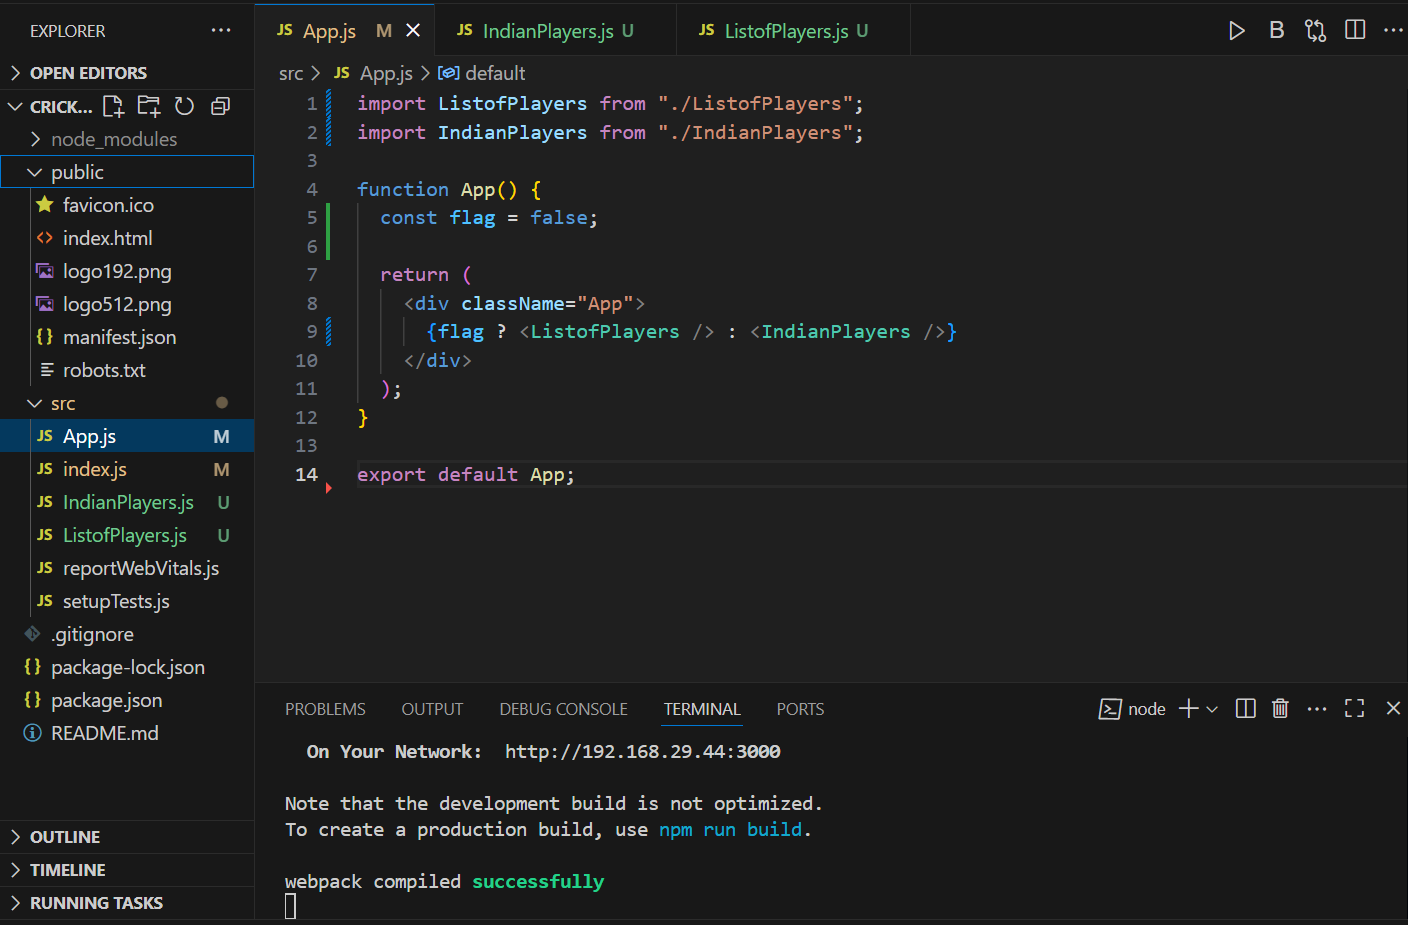 EXPLORER
OPEN EDITORS
CRICK...
node_modules
public
favicon.ico
index.html
logo192.png
logo512.png
manifest.json
robots.txt
src
JS App.js M
JS index.js M
JS IndianPlayers.js U
JS ListofPlayers.js U
JS reportWebVitals.js
JS setupTests.js
.gitignore
package-lock.json
package.json
README.md
OUTLINE
TIMELINE
RUNNING TASKS
JS App.js M JS IndianPlayers.js U JS ListofPlayers.js U B
src > JS App.js > default
1 import ListofPlayers from "./ListofPlayers";
2 import IndianPlayers from "./IndianPlayers";
3
4 function App() {
5 const flag = false;
6
7 return (
8 <div className="App">
9 {flag ? <ListofPlayers /> : <IndianPlayers />}
10 </div>
11 );
12 }
13
14 export default App;
PROBLEMS OUTPUT DEBUG CONSOLE TERMINAL PORTS node
On Your Network: http://192.168.29.44:3000
Note that the development build is not optimized.
To create a production build, use npm run build.
webpack compiled successfully